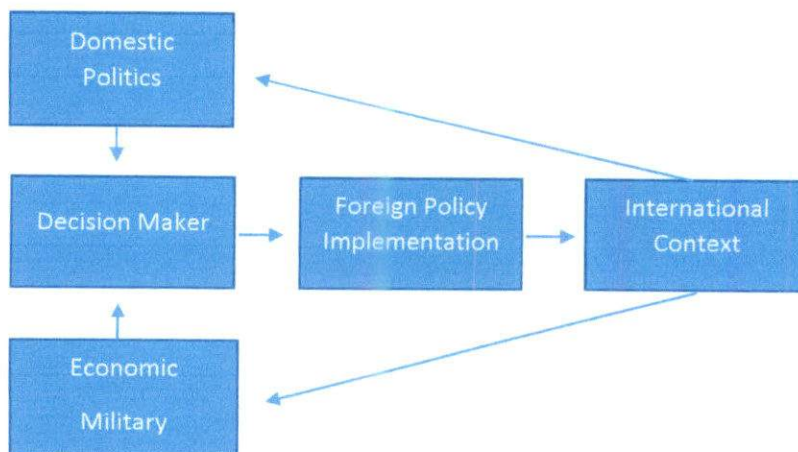 Domestic
Politics
Decision Maker
Foreign Policy
Implementation
International
Context
Economic
Military